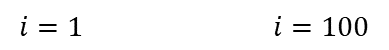 𝑖 = 1 𝑖 = 100